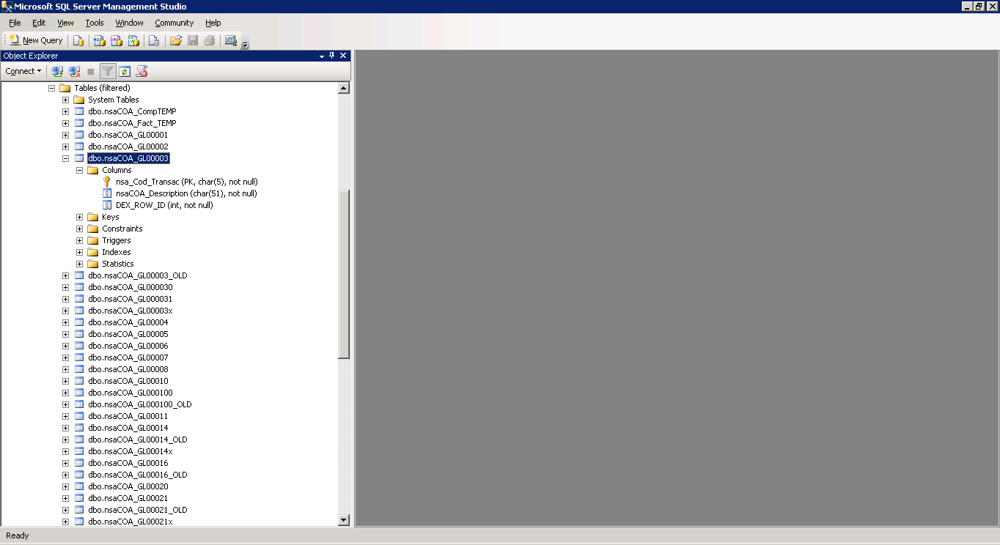 Microsoft SQL Server Management Studio
File Edit View Tools Window Community Help
New Query
Object Explorer
Connect
Tables (filtered)
System Tables
dbo.nsaCOA_CompTEMP
dbo.nsaCOA_Fact_TEMP
dbo.nsaCOA_GL00001
dbo.nsaCOA_GL00002
dbo.nsaCOA_GL00003
Columns
nsa_Cod_Transac (PK, char(5), not null)
nsaCOA_Description (char(51), not null)
DEX_ROW_ID (int, not null)
Keys
Constraints
Triggers
Indexes
Statistics
dbo.nsaCOA_GL00003_OLD
dbo.nsaCOA_GL000030
dbo.nsaCOA_GL000031
dbo.nsaCOA_GL00003x
dbo.nsaCOA_GL00004
dbo.nsaCOA_GL00005
dbo.nsaCOA_GL00006
dbo.nsaCOA_GL00007
dbo.nsaCOA_GL00008
dbo.nsaCOA_GL00010
dbo.nsaCOA_GL000100
dbo.nsaCOA_GL000100_OLD
dbo.nsaCOA_GL00011
dbo.nsaCOA_GL00014
dbo.nsaCOA_GL00014_OLD
dbo.nsaCOA_GL00014x
dbo.nsaCOA_GL00016
dbo.nsaCOA_GL00016_OLD
dbo.nsaCOA_GL00020
dbo.nsaCOA_GL00021
dbo.nsaCOA_GL00021_OLD
dbo.nsaCOA_GL00021x
Ready